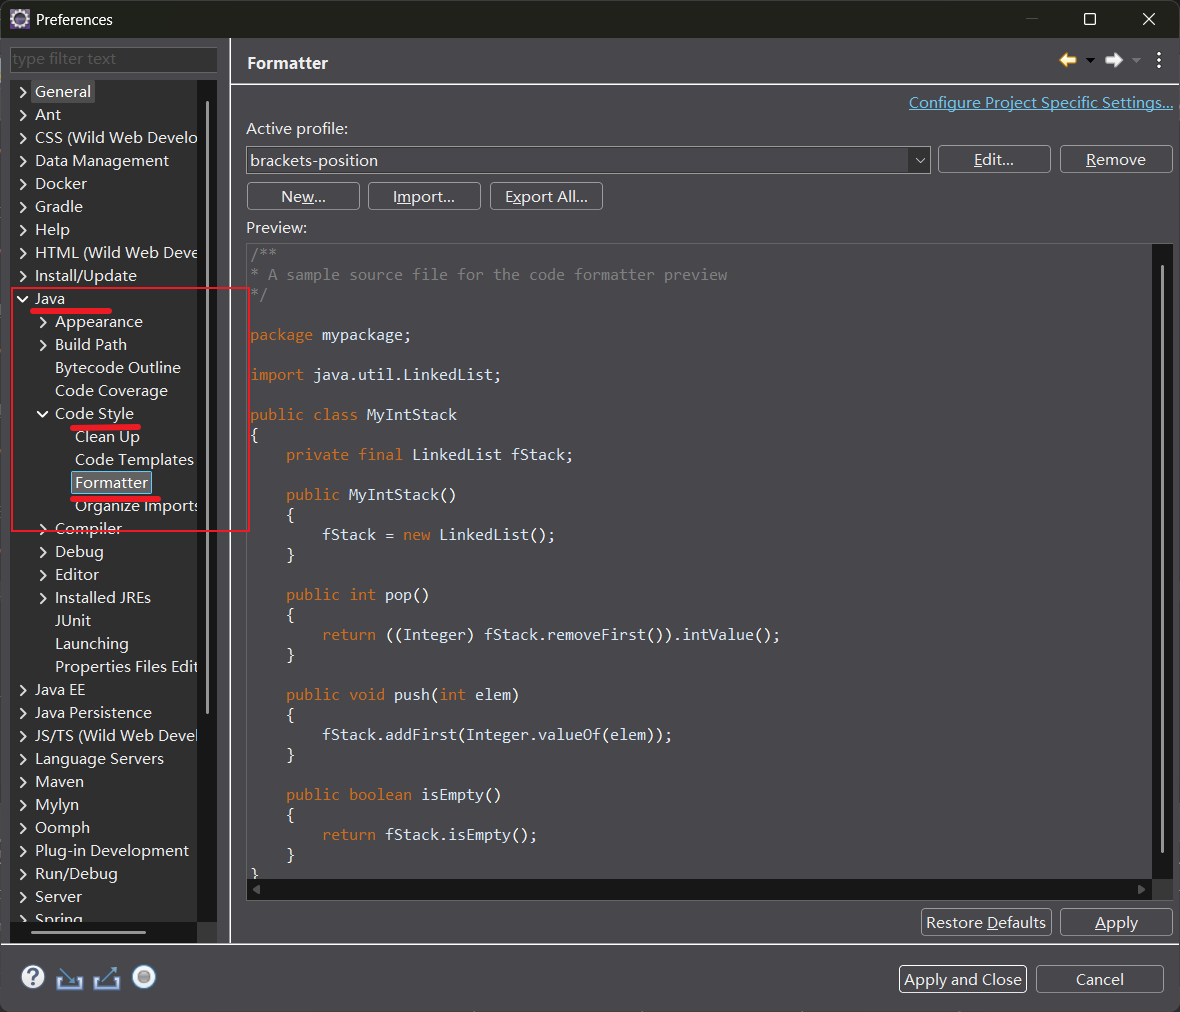 Preferences
type filter text
General
Ant
CSS (Wild Web Develo
Data Management
Docker
Gradle
Help
HTML (Wild Web Deve
Install/Update
Java
Appearance
Build Path
Bytecode Outline
Code Coverage
Code Style
Clean Up
Code Templates
Formatter
Organize Imports
Compiler
Debug
Editor
Installed JREs
JUnit
Launching
Properties Files Edit
Java EE
Java Persistence
JS/TS (Wild Web Devel
Language Servers
Maven
Mylyn
Oomph
Plug-in Development
Run/Debug
Server
Spring
Formatter
Configure Project Specific Settings...
Active profile:
brackets-position
Edit...
Remove
New...
Import...
Export All...
Preview:
/**
* A sample source file for the code formatter preview
*/
package mypackage;
import java.util.LinkedList;
public class MyIntStack
{
    private final LinkedList fStack;
    public MyIntStack()
    {
        fStack = new LinkedList();
    }
    public int pop()
    {
        return ((Integer) fStack.removeFirst()).intValue();
    }
    public void push(int elem)
    {
        fStack.addFirst(Integer.valueOf(elem));
    }
    public boolean isEmpty()
    {
        return fStack.isEmpty();
    }
}
Restore Defaults
Apply
?
Apply and Close
Cancel